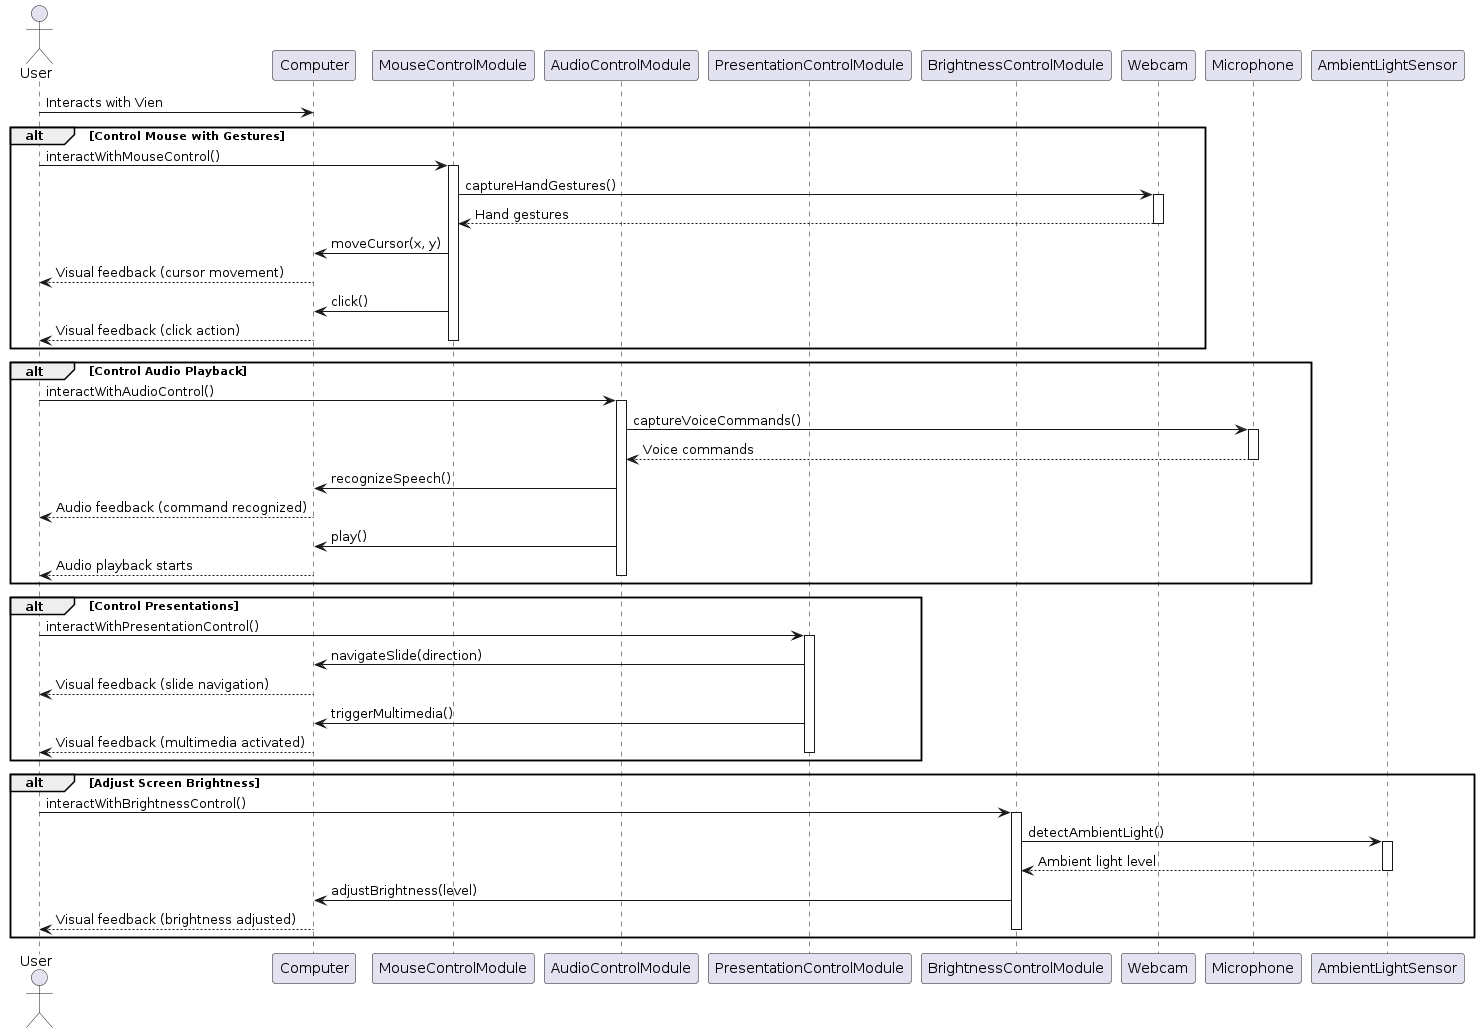 User
Computer
MouseControlModule
AudioControlModule
PresentationControlModule
BrightnessControlModule
Webcam
Microphone
AmbientLightSensor
Interacts with Vien
alt [Control Mouse with Gestures]
interactWithMouseControl()
captureHandGestures()
Hand gestures
moveCursor(x, y)
Visual feedback (cursor movement)
click()
Visual feedback (click action)
alt [Control Audio Playback]
interactWithAudioControl()
captureVoiceCommands()
Voice commands
recognizeSpeech()
Audio feedback (command recognized)
play()
Audio playback starts
alt [Control Presentations]
interactWithPresentationControl()
navigateSlide(direction)
Visual feedback (slide navigation)
triggerMultimedia()
Visual feedback (multimedia activated)
alt [Adjust Screen Brightness]
interactWithBrightnessControl()
detectAmbientLight()
Ambient light level
adjustBrightness(level)
Visual feedback (brightness adjusted)
User
Computer
MouseControlModule
AudioControlModule
PresentationControlModule
BrightnessControlModule
Webcam
Microphone
AmbientLightSensor